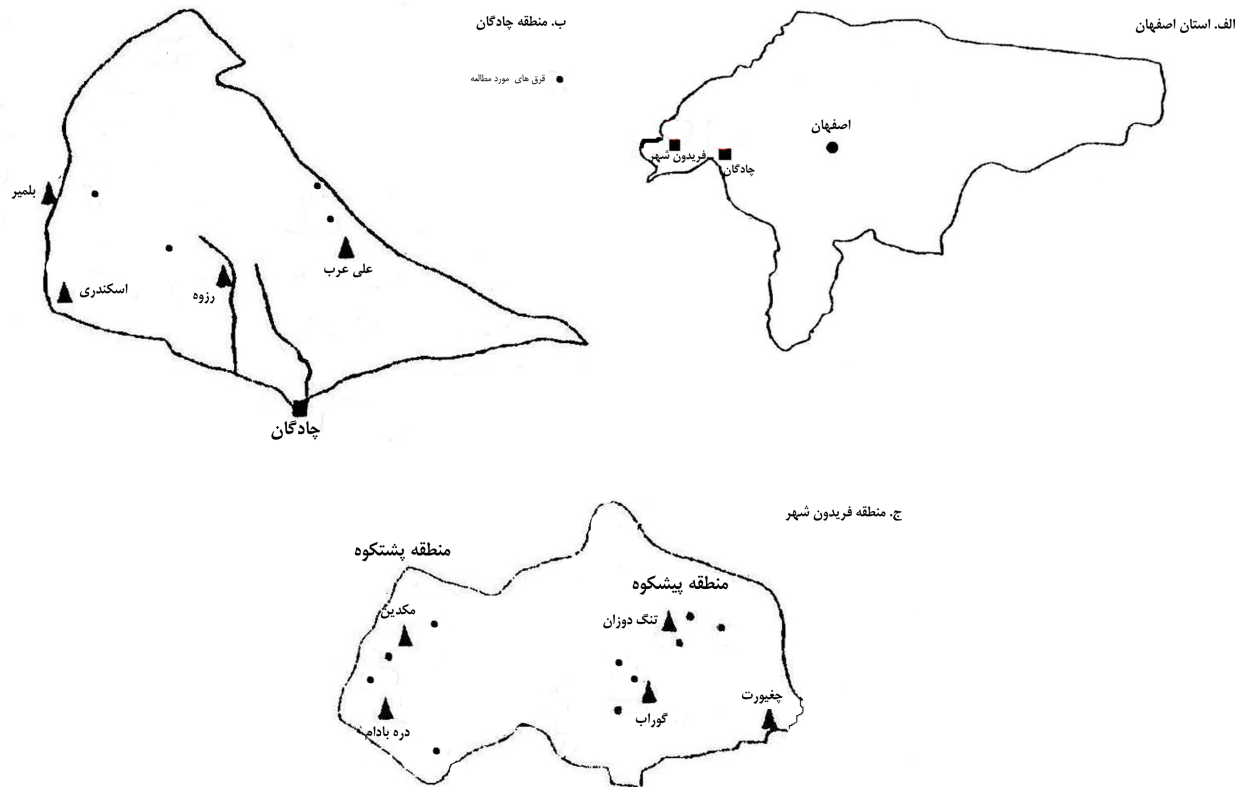 الف. استان اصفهان
اصفهان
فریدون شهر
چادگان
ب. منطقه چادگان
قرق های مورد مطالعه
بلمیر
علی عرب
اسکندری
رزوه
چادگان
ج. منطقه فریدون شهر
منطقه پشتکوه
منطقه پیشکوه
مکدین
تنگ دوزان
چغیورت
گوراب
دره بادام